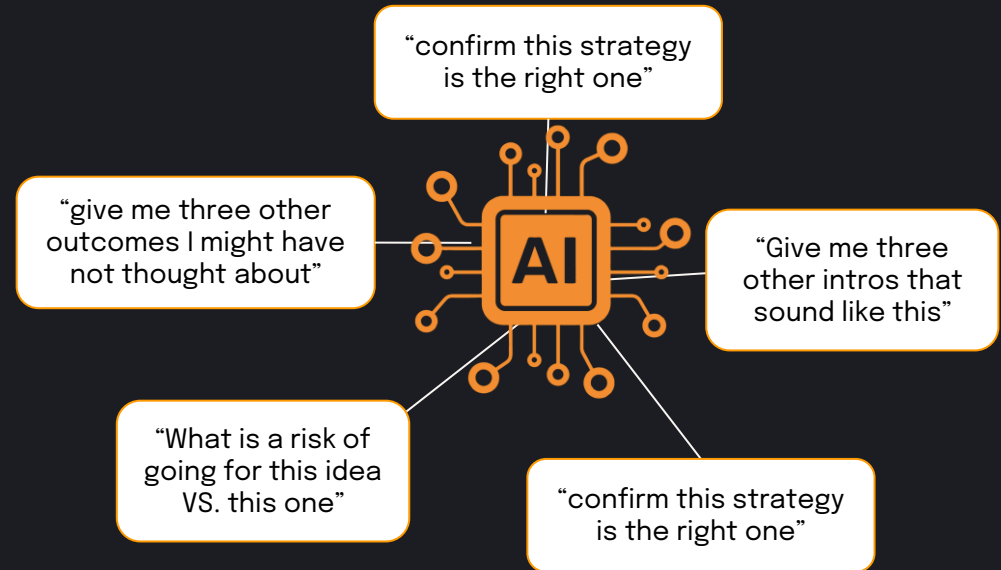 “confirm this strategy
is the right one”
“give me three other
outcomes I might have
not thought about”
AI
“Give me three
other intros that
sound like this”
“What is a risk of
going for this idea
VS. this one”
“confirm this strategy
is the right one”